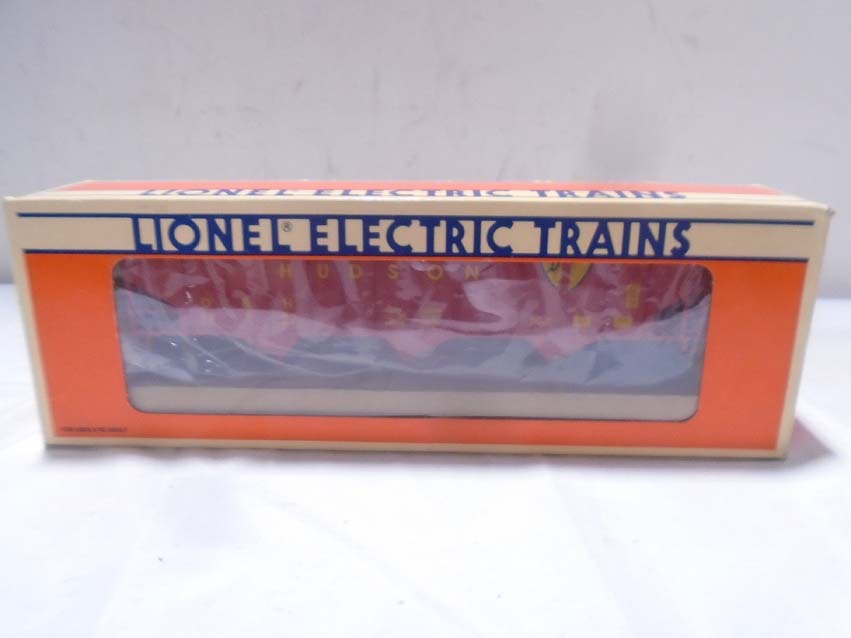 LIONEL ELECTRIC TRAINS
LIONEL® ELECTRIC TRAINS
HUDSON
D & H